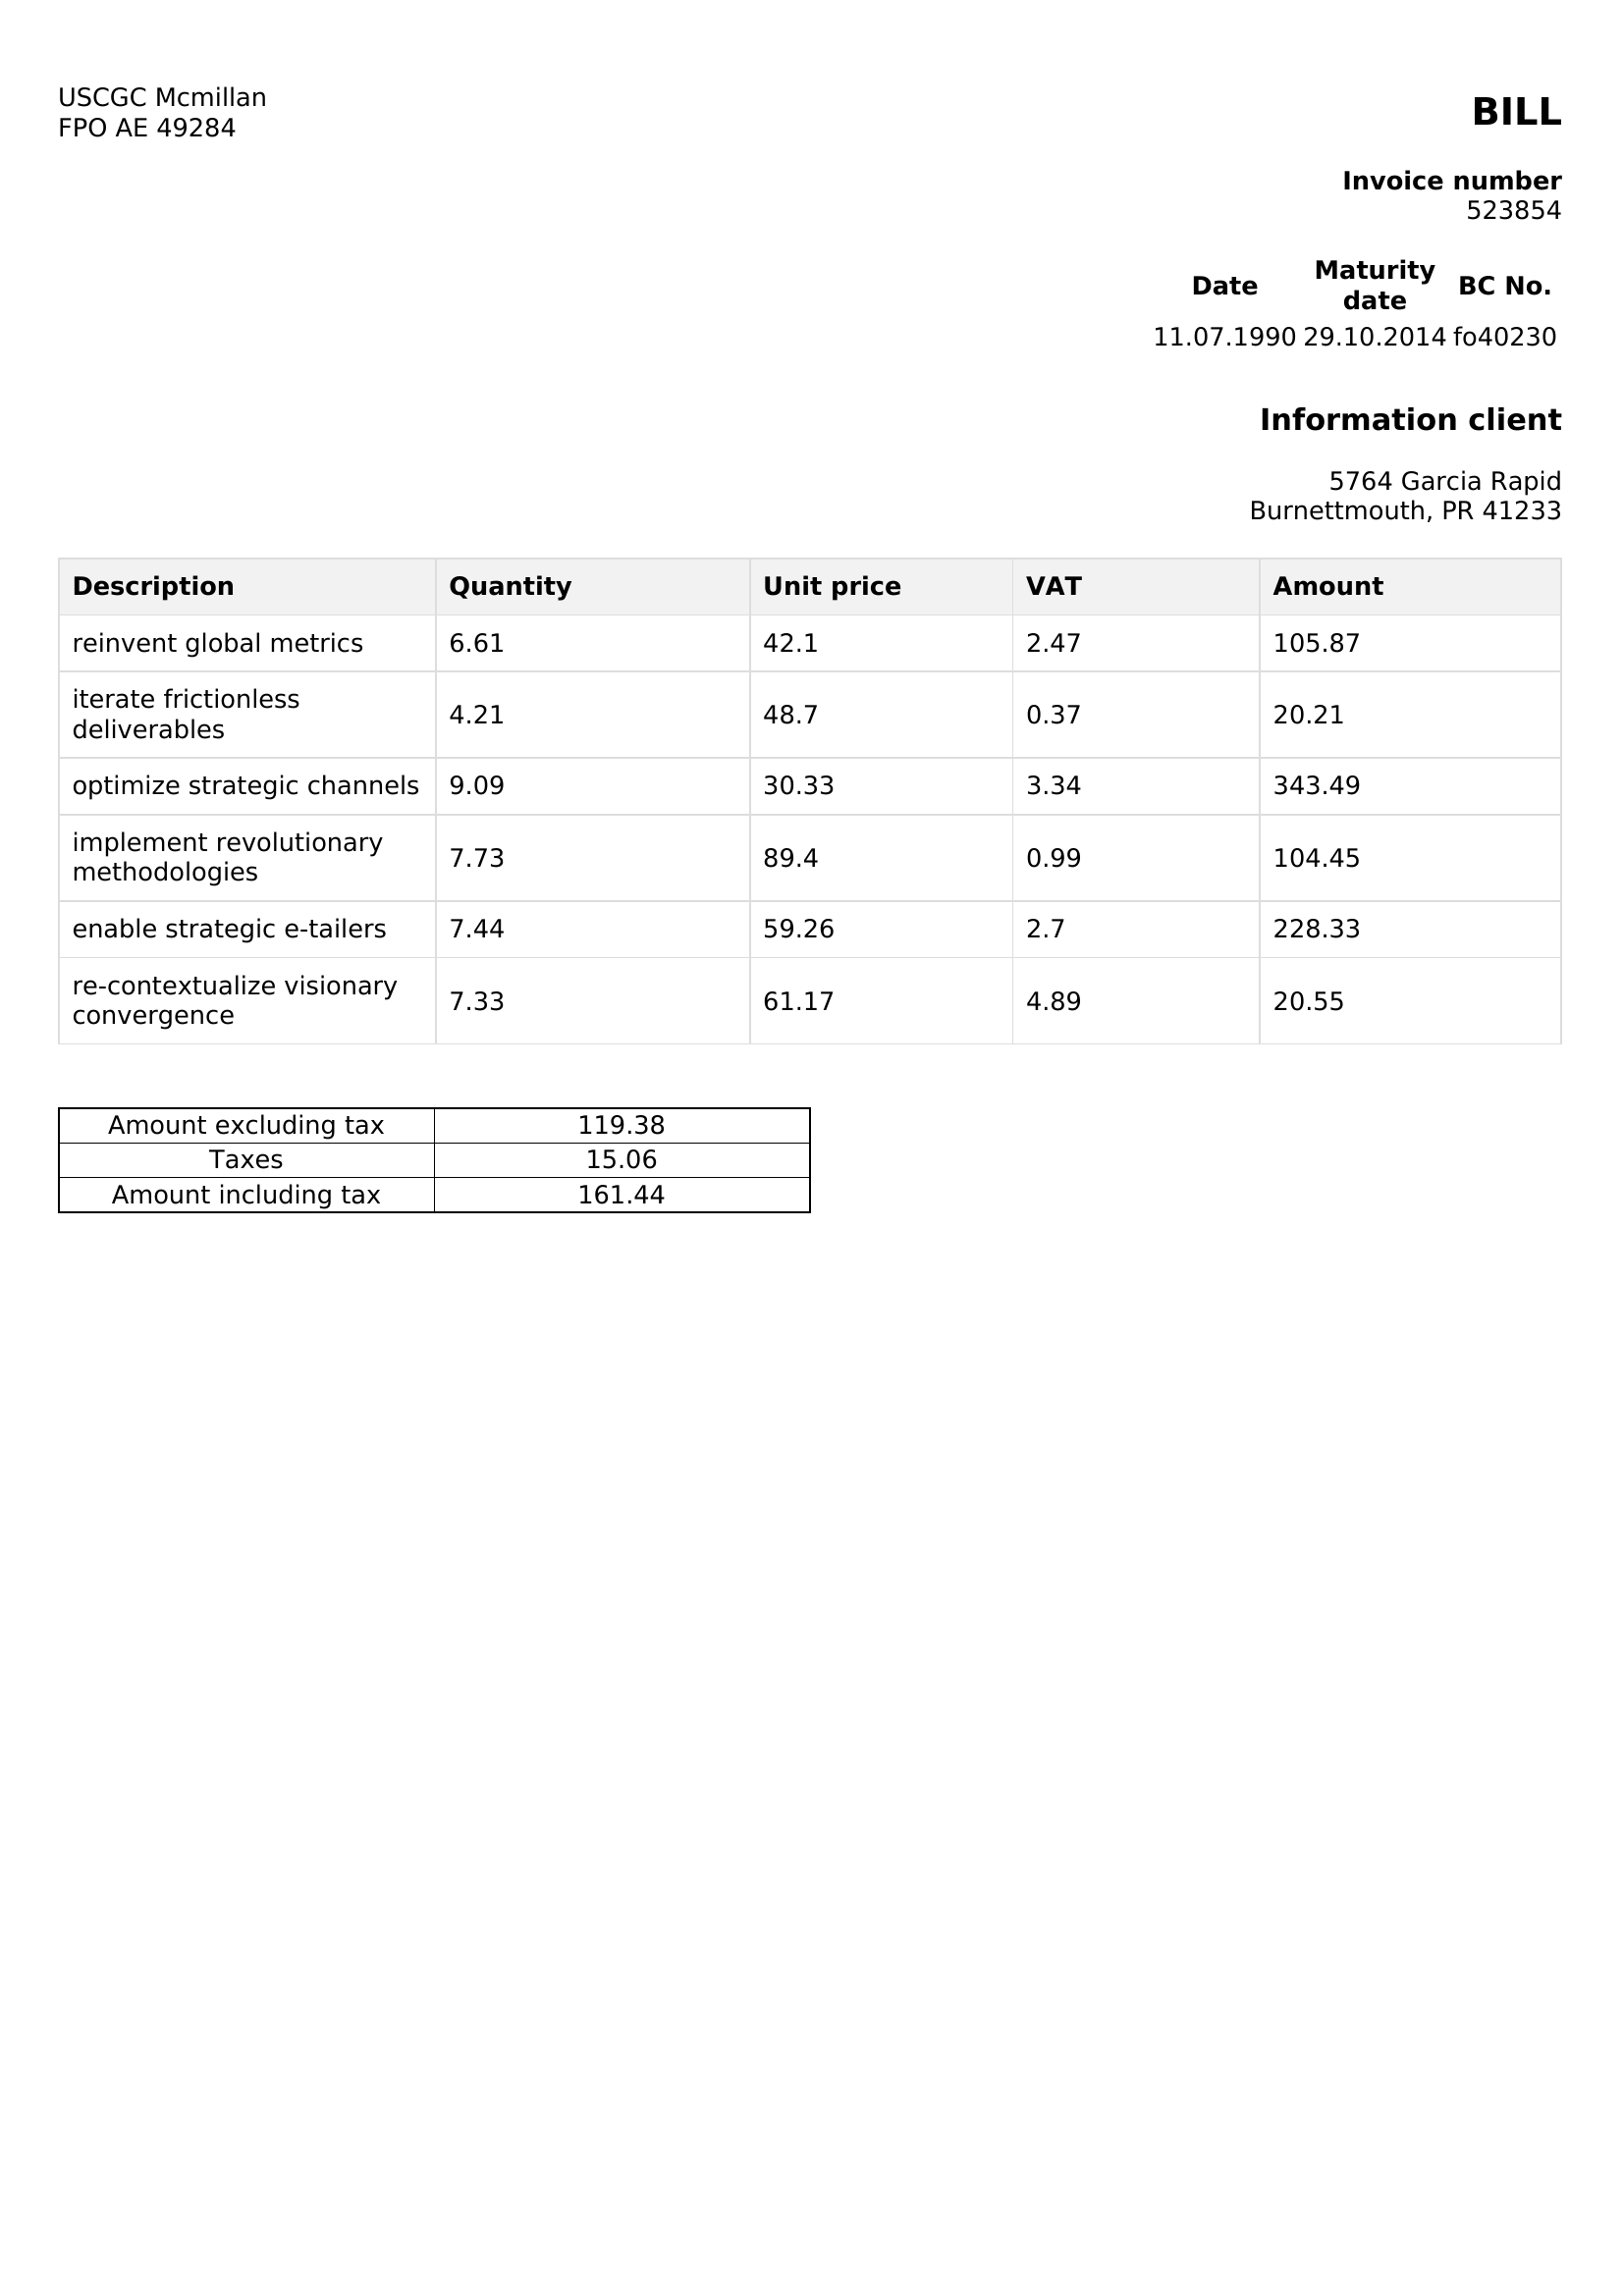 USCGC Mcmillan
FPO AE 49284
BILL
Invoice number
523854
Date Maturity date BC No.
11.07.1990 29.10.2014 fo40230
Information client
5764 Garcia Rapid
Burnettmouth, PR 41233
Description Quantity Unit price VAT Amount
reinvent global metrics 6.61 42.1 2.47 105.87
iterate frictionless deliverables 4.21 48.7 0.37 20.21
optimize strategic channels 9.09 30.33 3.34 343.49
implement revolutionary methodologies 7.73 89.4 0.99 104.45
enable strategic e-tailers 7.44 59.26 2.7 228.33
re-contextualize visionary convergence 7.33 61.17 4.89 20.55
Amount excluding tax 119.38
Taxes 15.06
Amount including tax 161.44